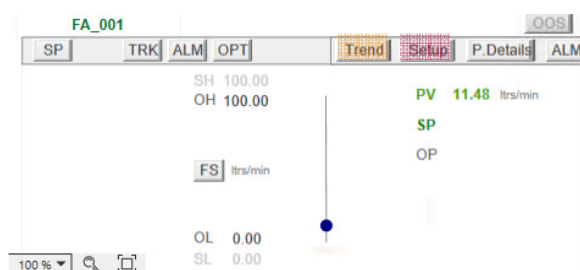 FA_001 OOS
SP TRK ALM OPT Trend Setup P.Details ALM
SH 100.00
OH 100.00 PV 11.48 ltrs/min
SP
OP
FS ltrs/min
OL 0.00
SL 0.00
100 %